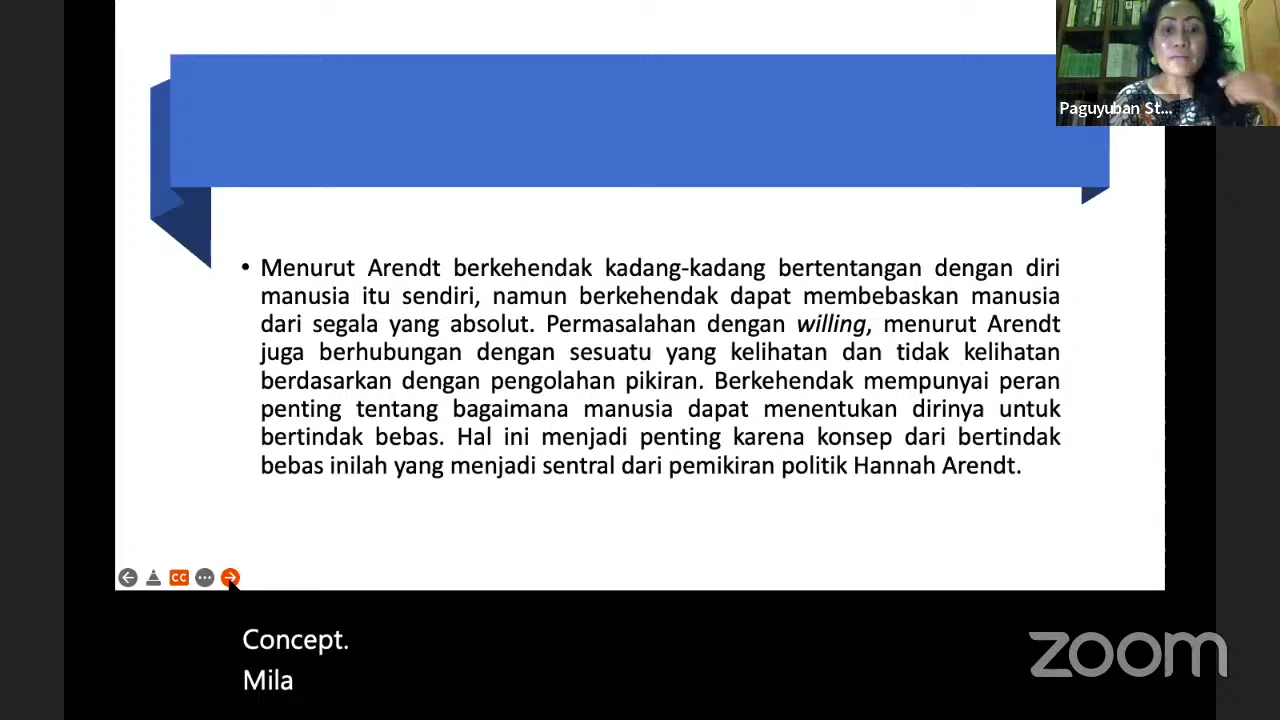 Paguyuban St...
• Menurut Arendt berkehendak kadang-kadang bertentangan dengan diri
manusia itu sendiri, namun berkehendak dapat membebaskan manusia
dari segala yang absolut. Permasalahan dengan willing, menurut Arendt
juga berhubungan dengan sesuatu yang kelihatan dan tidak kelihatan
berdasarkan dengan pengolahan pikiran. Berkehendak mempunyai peran
penting tentang bagaimana manusia dapat menentukan dirinya untuk
bertindak bebas. Hal ini menjadi penting karena konsep dari bertindak
bebas inilah yang menjadi sentral dari pemikiran politik Hannah Arendt.
CC
Concept.
Mila
zoom